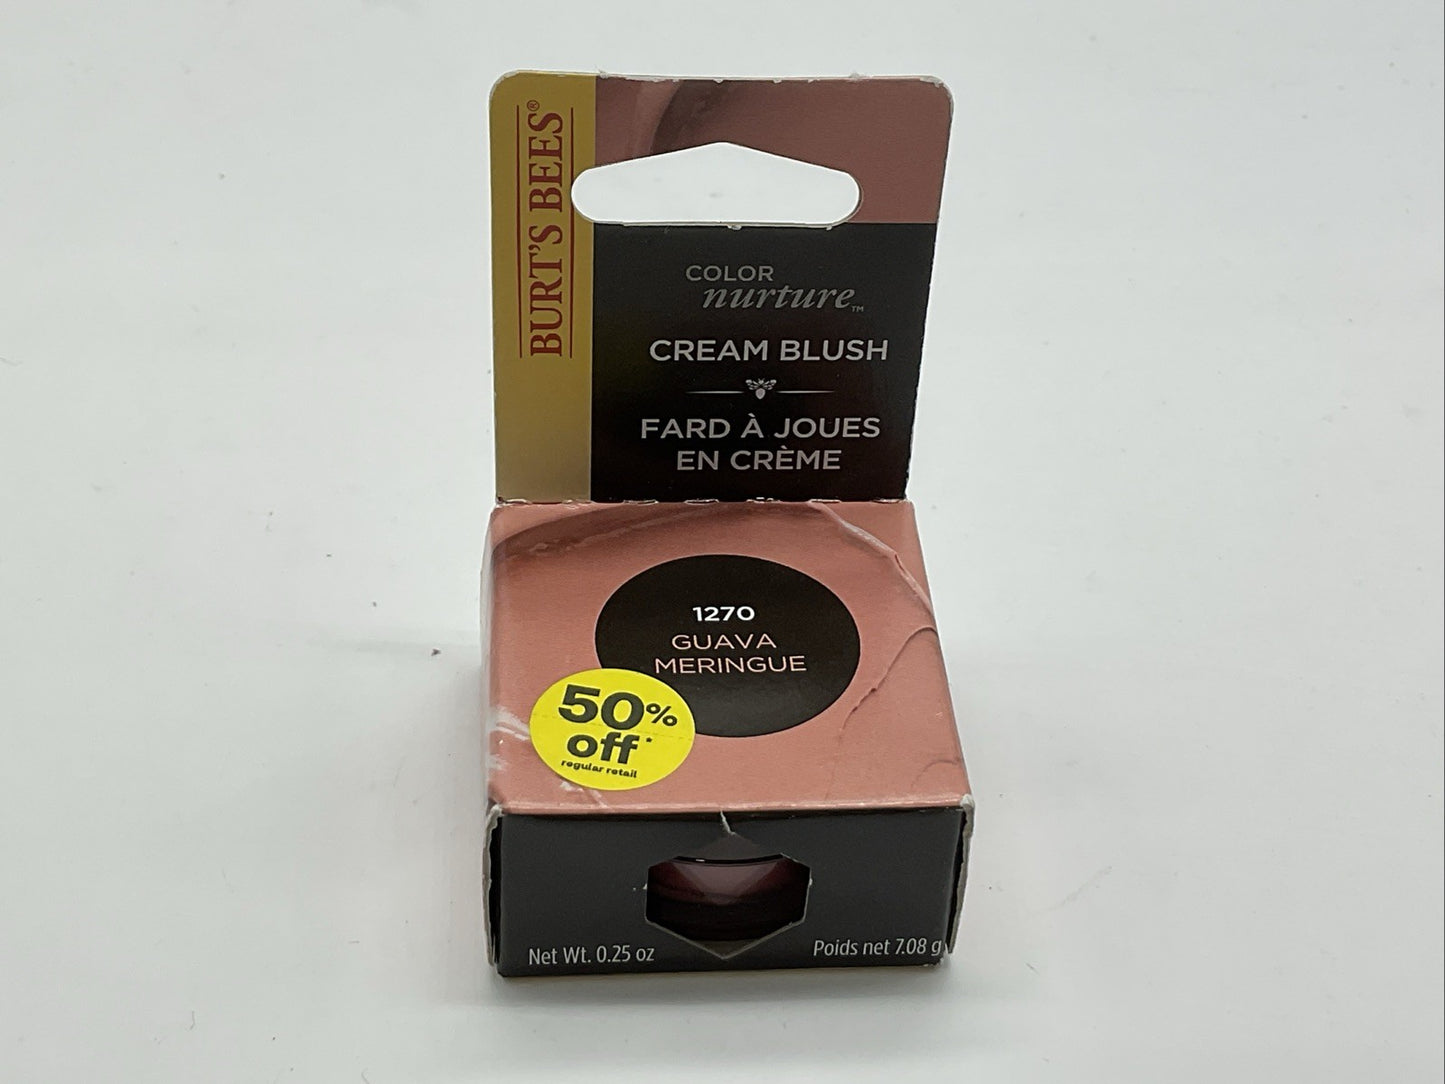 BURT'S BEES®
COLOR
nurture™
CREAM BLUSH
FARD À JOUES
EN CRÈME
1270
GUAVA
MERINGUE
50%
off*
regular retail
Net Wt. 0.25 oz
Poids net 7.08 g